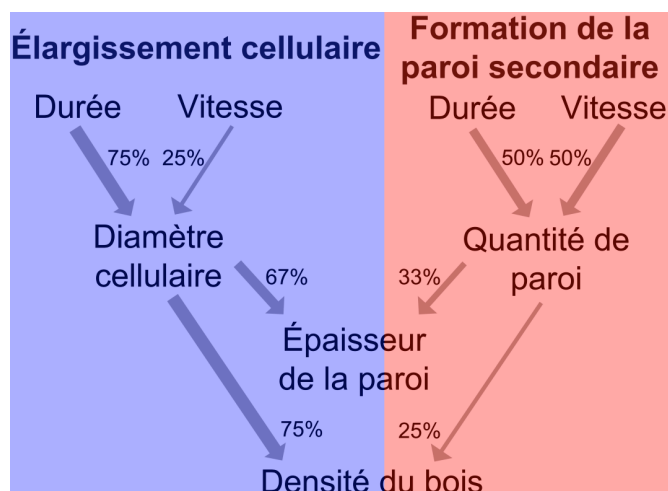 Élargissement cellulaire
Formation de la
paroi secondaire
Durée Vitesse
Durée Vitesse
75% 25%
50% 50%
Diamètre
cellulaire
Quantité de
paroi
67%
33%
Épaisseur
de la paroi
75%
25%
Densité du bois